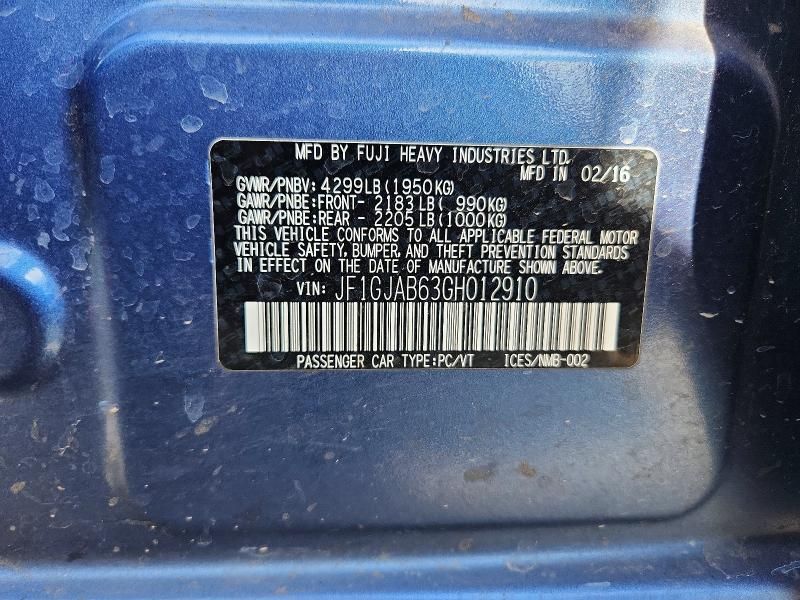 MFD BY FUJI HEAVY INDUSTRIES LTD.
MFD IN 02/16
GVWR/PNBV: 4299LB (1950KG)
GAWR/PNBE:FRONT- 2183 LB ( 990KG)
GAWR/PNBE:REAR - 2205 LB (1000KG)
THIS VEHICLE CONFORMS TO ALL APPLICABLE FEDERAL MOTOR
VEHICLE SAFETY, BUMPER, AND THEFT PREVENTION STANDARDS
IN EFFECT ON THE DATE OF MANUFACTURE SHOWN ABOVE.
VIN: JF1GJAB63GH012910
PASSENGER CAR TYPE:PC/VT ICES/NMB-002